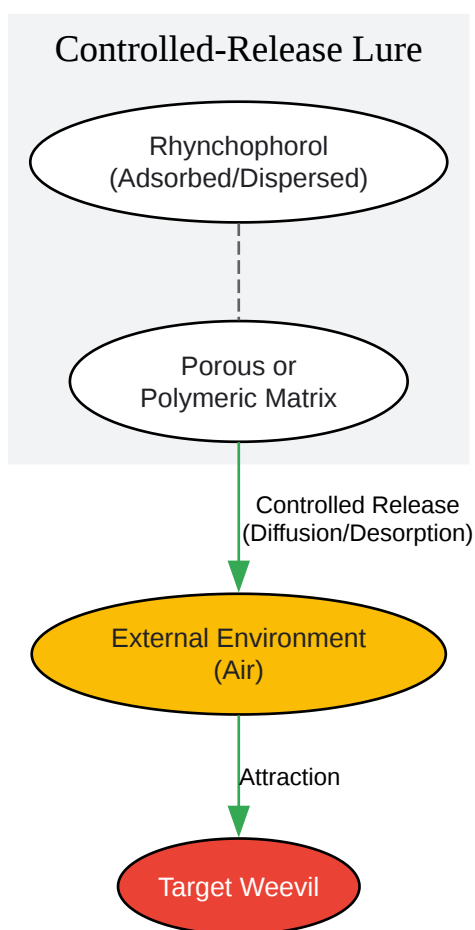 Controlled-Release Lure
Rhynchophorol
(Adsorbed/Dispersed)
Porous or
Polymeric Matrix
Controlled Release
(Diffusion/Desorption)
External Environment
(Air)
Attraction
Target Weevil